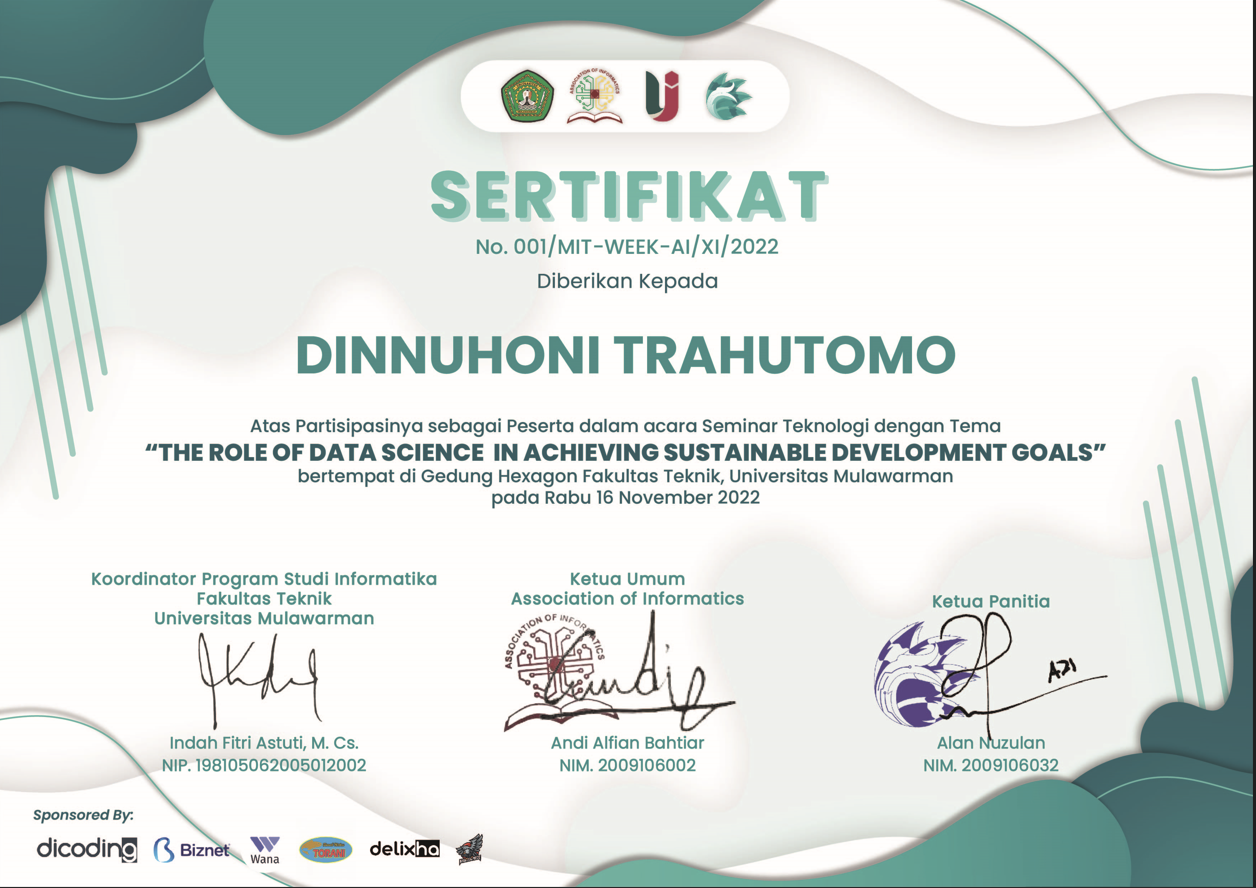 ASSOCIATION OF INFORMATICS
SERTIFIKAT
No. 001/MIT-WEEK-AI/XI/2022
Diberikan Kepada
DINNUHONI TRAHUTOMO
Atas Partisipasinya sebagai Peserta dalam acara Seminar Teknologi dengan Tema
“THE ROLE OF DATA SCIENCE IN ACHIEVING SUSTAINABLE DEVELOPMENT GOALS”
bertempat di Gedung Hexagon Fakultas Teknik, Universitas Mulawarman
pada Rabu 16 November 2022
Koordinator Program Studi Informatika
Fakultas Teknik
Universitas Mulawarman
Indah Fitri Astuti, M. Cs.
NIP. 198105062005012002
Ketua Umum
Association of Informatics
ASSOCIATION OF INFORMATICS
Andi Alfian Bahtiar
NIM. 2009106002
Ketua Panitia
Alan Nuzulan
NIM. 2009106032
Sponsored By:
dicoding
Biznet
Wana
TORANI
delixha